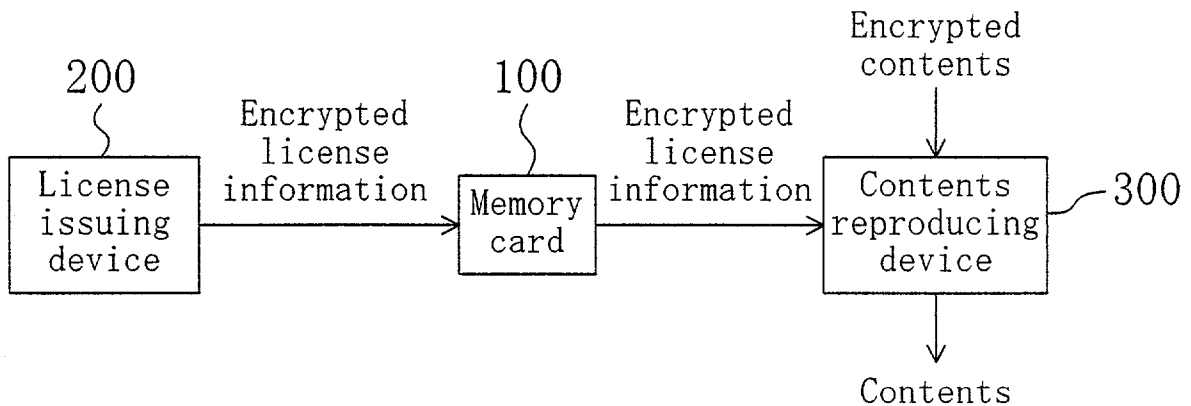 200
Encrypted
license
information
100
Encrypted
license
information
Encrypted
contents
License
issuing
device
Memory
card
Contents
reproducing
device
300
Contents